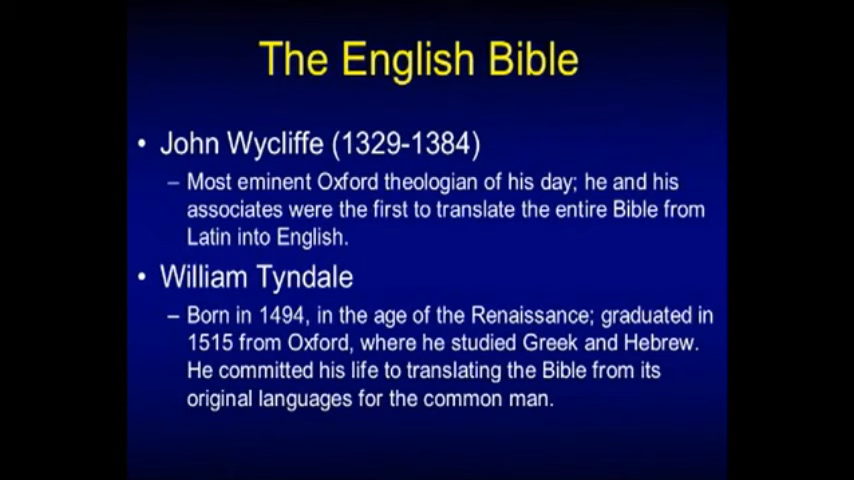 The English Bible
• John Wycliffe (1329-1384)
– Most eminent Oxford theologian of his day; he and his
associates were the first to translate the entire Bible from
Latin into English.
• William Tyndale
– Born in 1494, in the age of the Renaissance; graduated in
1515 from Oxford, where he studied Greek and Hebrew.
He committed his life to translating the Bible from its
original languages for the common man.